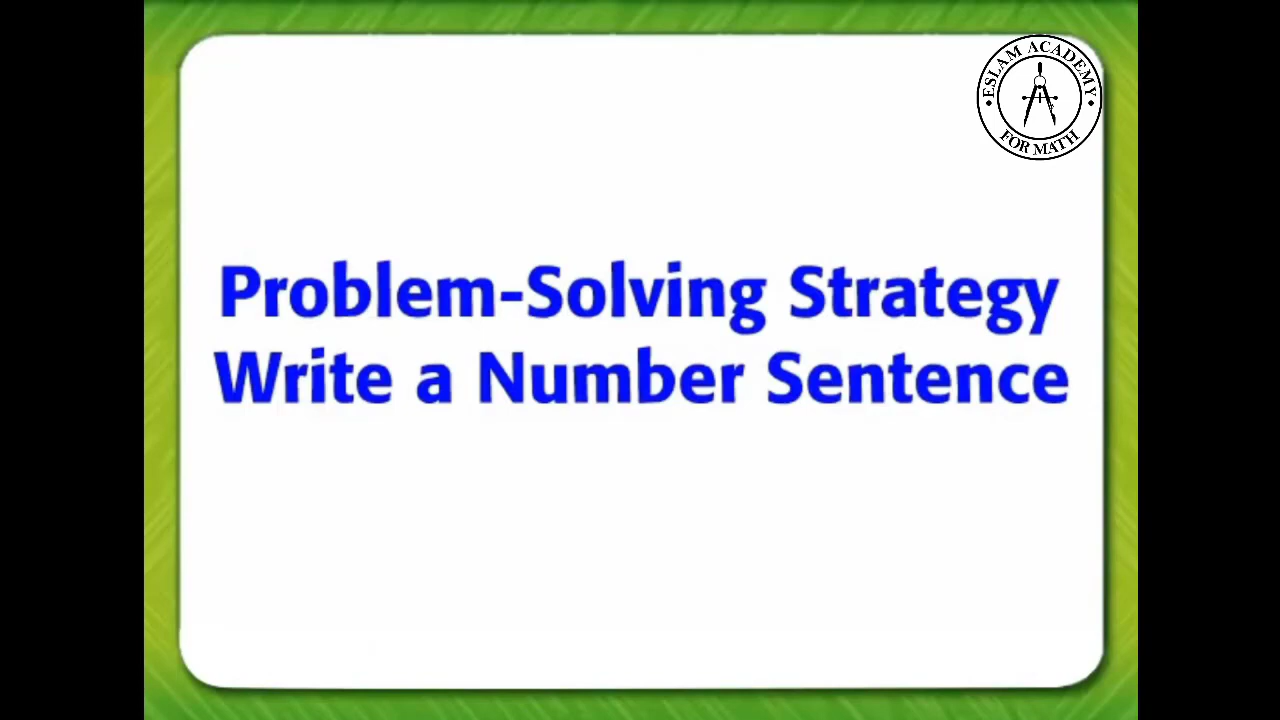 ESLAM ACADEMY
FOR MATH
Problem-Solving Strategy
Write a Number Sentence